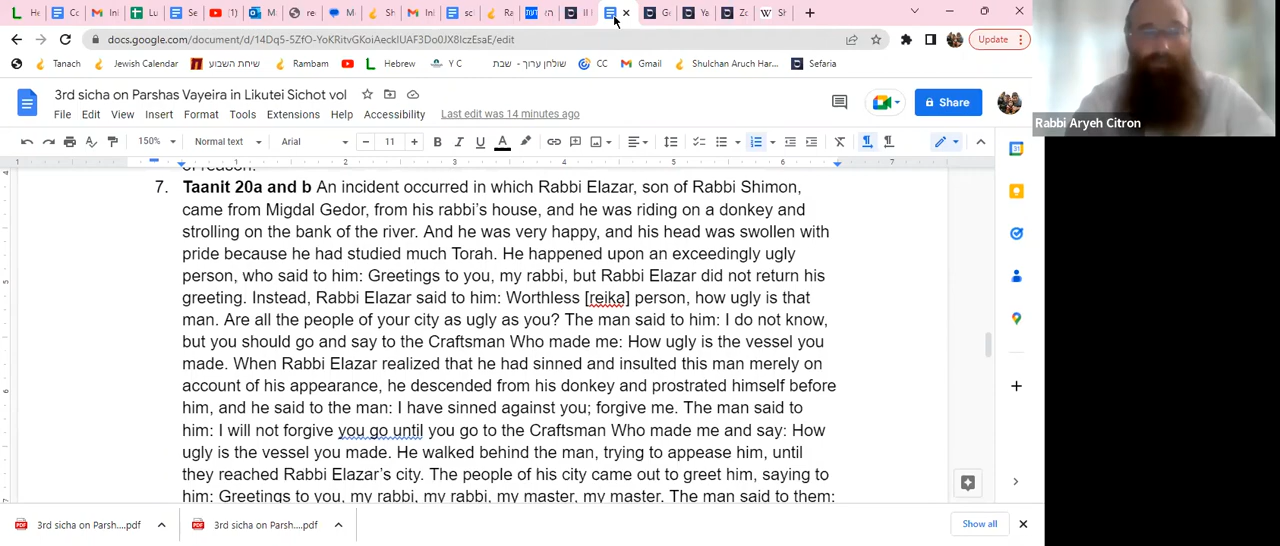 docs.google.com/document/d/14Dq5-5ZfO-YoKRitvGKoiAecklUAF3Do0JX8IczEsaE/edit
Update
Tanach Jewish Calendar שיחת השבוע Rambam Hebrew Y C שולחן ערוך - שבת CC Gmail Shulchan Aruch Har... Sefaria
3rd sicha on Parshas Vayeira in Likutei Sichot vol
File Edit View Insert Format Tools Extensions Help Accessibility Last edit was 14 minutes ago
Share
Rabbi Aryeh Citron
150% Normal text Arial 11
1 1 2 3 4 5 6 7
of reason.
7. Taanit 20a and b An incident occurred in which Rabbi Elazar, son of Rabbi Shimon,
came from Migdal Gedor, from his rabbi's house, and he was riding on a donkey and
strolling on the bank of the river. And he was very happy, and his head was swollen with
pride because he had studied much Torah. He happened upon an exceedingly ugly
person, who said to him: Greetings to you, my rabbi, but Rabbi Elazar did not return his
greeting. Instead, Rabbi Elazar said to him: Worthless [reika] person, how ugly is that
man. Are all the people of your city as ugly as you? The man said to him: I do not know,
but you should go and say to the Craftsman Who made me: How ugly is the vessel you
made. When Rabbi Elazar realized that he had sinned and insulted this man merely on
account of his appearance, he descended from his donkey and prostrated himself before
him, and he said to the man: I have sinned against you; forgive me. The man said to
him: I will not forgive you go until you go to the Craftsman Who made me and say: How
ugly is the vessel you made. He walked behind the man, trying to appease him, until
they reached Rabbi Elazar's city. The people of his city came out to greet him, saying to
him: Greetings to you, my rabbi, my rabbi, my master, my master. The man said to them:
3rd sicha on Parsh....pdf 3rd sicha on Parsh....pdf Show all